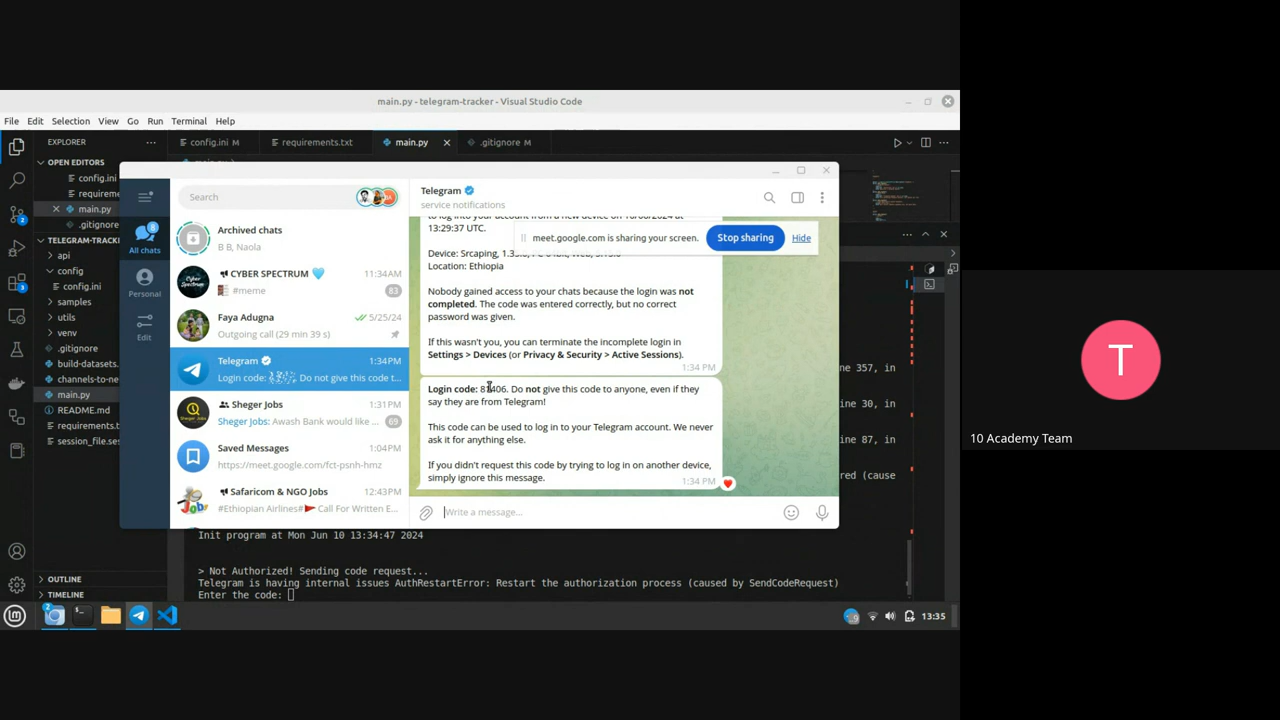 main.py - telegram-tracker - Visual Studio Code
File Edit Selection View Go Run Terminal Help
EXPLORER
config.ini M
requirements.txt
main.py
.gitignore M
OPEN EDITORS
config.ini
requireme
main.py
.gitignore
TELEGRAM-TRACK
api
config
config.ini
samples
utils
venv
.gitignore
build-datasets.
channels-to-ne
main.py
README.md
requirements.t
session_file.ses
OUTLINE
TIMELINE
All chats
Personal
Edit
Search
Archived chats
B B, Naola
CYBER SPECTRUM 11:34AM
#meme 83
Faya Adugna 5/25/24
Outgoing call (29 min 39 s)
Telegram 1:34PM
Login code: Do not give this code t...
Sheger Jobs 1:31PM
Sheger Jobs: Awash Bank would like ... 69
Saved Messages 1:04PM
https://meet.google.com/fct-psnh-hmz
Safaricom & NGO Jobs 12:43PM
#Ethiopian Airlines# Call For Written E...
Telegram
service notifications
13:29:37 UTC.
meet.google.com is sharing your screen. Stop sharing Hide
Location: Ethiopia
Nobody gained access to your chats because the login was not
completed. The code was entered correctly, but no correct
password was given.
If this wasn't you, you can terminate the incomplete login in
Settings > Devices (or Privacy & Security > Active Sessions).
1:34 PM
Login code: Do not give this code to anyone, even if they
say they are from Telegram!
This code can be used to log in to your Telegram account. We never
ask it for anything else.
If you didn't request this code by trying to log in on another device,
simply ignore this message.
1:34 PM
Write a message...
ine 357, in
ine 30, in
ine 87, in
red (cause
Init program at Mon Jun 10 13:34:47 2024
> Not Authorized! Sending code request...
Telegram is having internal issues AuthRestartError: Restart the authorization process (caused by SendCodeRequest)
Enter the code:
13:35
T
10 Academy Team